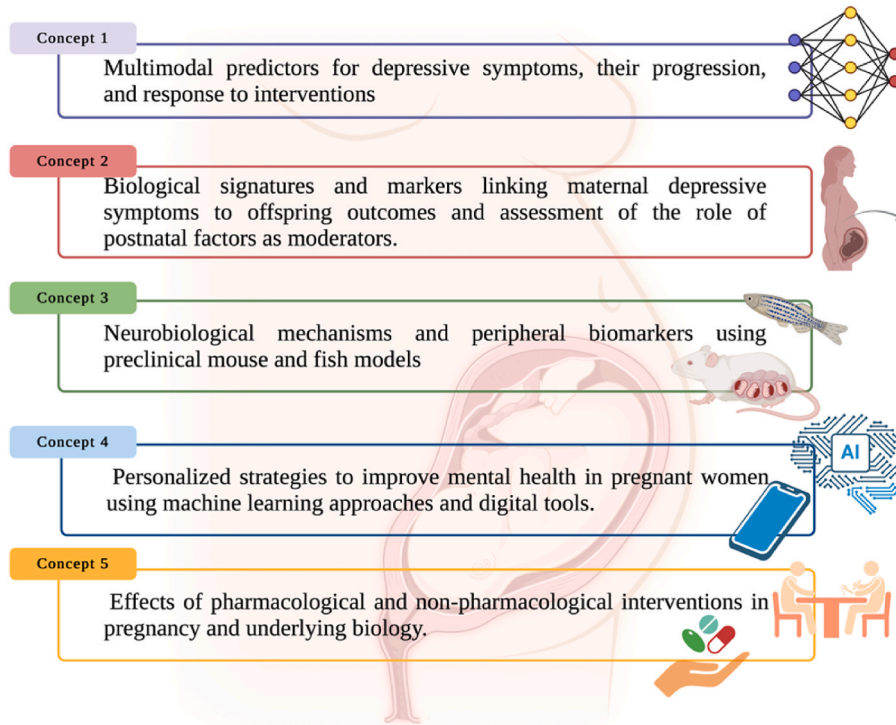 Concept 1
Multimodal predictors for depressive symptoms, their progression,
and response to interventions
Concept 2
Biological signatures and markers linking maternal depressive
symptoms to offspring outcomes and assessment of the role of
postnatal factors as moderators.
Concept 3
Neurobiological mechanisms and peripheral biomarkers using
preclinical mouse and fish models
Concept 4
AI
Personalized strategies to improve mental health in pregnant women
using machine learning approaches and digital tools.
Concept 5
Effects of pharmacological and non-pharmacological interventions in
pregnancy and underlying biology.